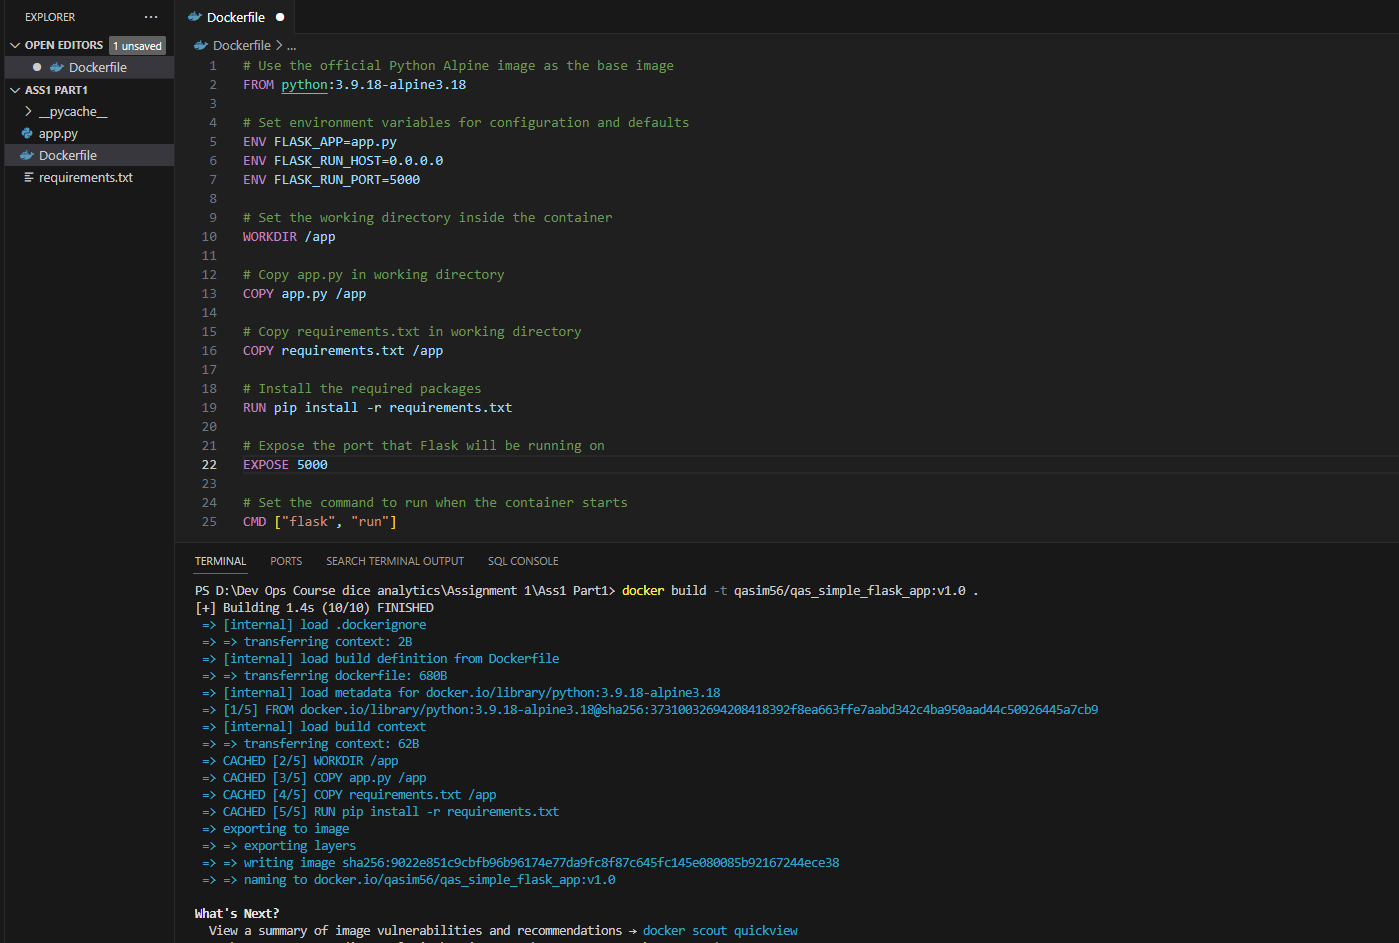 EXPLORER
OPEN EDITORS 1 unsaved
Dockerfile
ASS1 PART1
__pycache__
app.py
Dockerfile
requirements.txt
Dockerfile
Dockerfile > ...
1 # Use the official Python Alpine image as the base image
2 FROM python:3.9.18-alpine3.18
3
4 # Set environment variables for configuration and defaults
5 ENV FLASK_APP=app.py
6 ENV FLASK_RUN_HOST=0.0.0.0
7 ENV FLASK_RUN_PORT=5000
8
9 # Set the working directory inside the container
10 WORKDIR /app
11
12 # Copy app.py in working directory
13 COPY app.py /app
14
15 # Copy requirements.txt in working directory
16 COPY requirements.txt /app
17
18 # Install the required packages
19 RUN pip install -r requirements.txt
20
21 # Expose the port that Flask will be running on
22 EXPOSE 5000
23
24 # Set the command to run when the container starts
25 CMD ["flask", "run"]
TERMINAL PORTS SEARCH TERMINAL OUTPUT SQL CONSOLE
PS D:\Dev Ops Course dice analytics\Assignment 1\Ass1 Part1> docker build -t qasim56/qas_simple_flask_app:v1.0 .
[+] Building 1.4s (10/10) FINISHED
=> [internal] load .dockerignore
=> => transferring context: 2B
=> [internal] load build definition from Dockerfile
=> => transferring dockerfile: 680B
=> [internal] load metadata for docker.io/library/python:3.9.18-alpine3.18
=> [1/5] FROM docker.io/library/python:3.9.18-alpine3.18@sha256:37310032694208418392f8ea663ffe7aabd342c4ba950aad44c50926445a7cb9
=> [internal] load build context
=> => transferring context: 62B
=> CACHED [2/5] WORKDIR /app
=> CACHED [3/5] COPY app.py /app
=> CACHED [4/5] COPY requirements.txt /app
=> CACHED [5/5] RUN pip install -r requirements.txt
=> exporting to image
=> => exporting layers
=> => writing image sha256:9022e851c9cbfb96b96174e77da9fc8f87c645fc145e080085b92167244ece38
=> => naming to docker.io/qasim56/qas_simple_flask_app:v1.0
What's Next?
View a summary of image vulnerabilities and recommendations → docker scout quickview